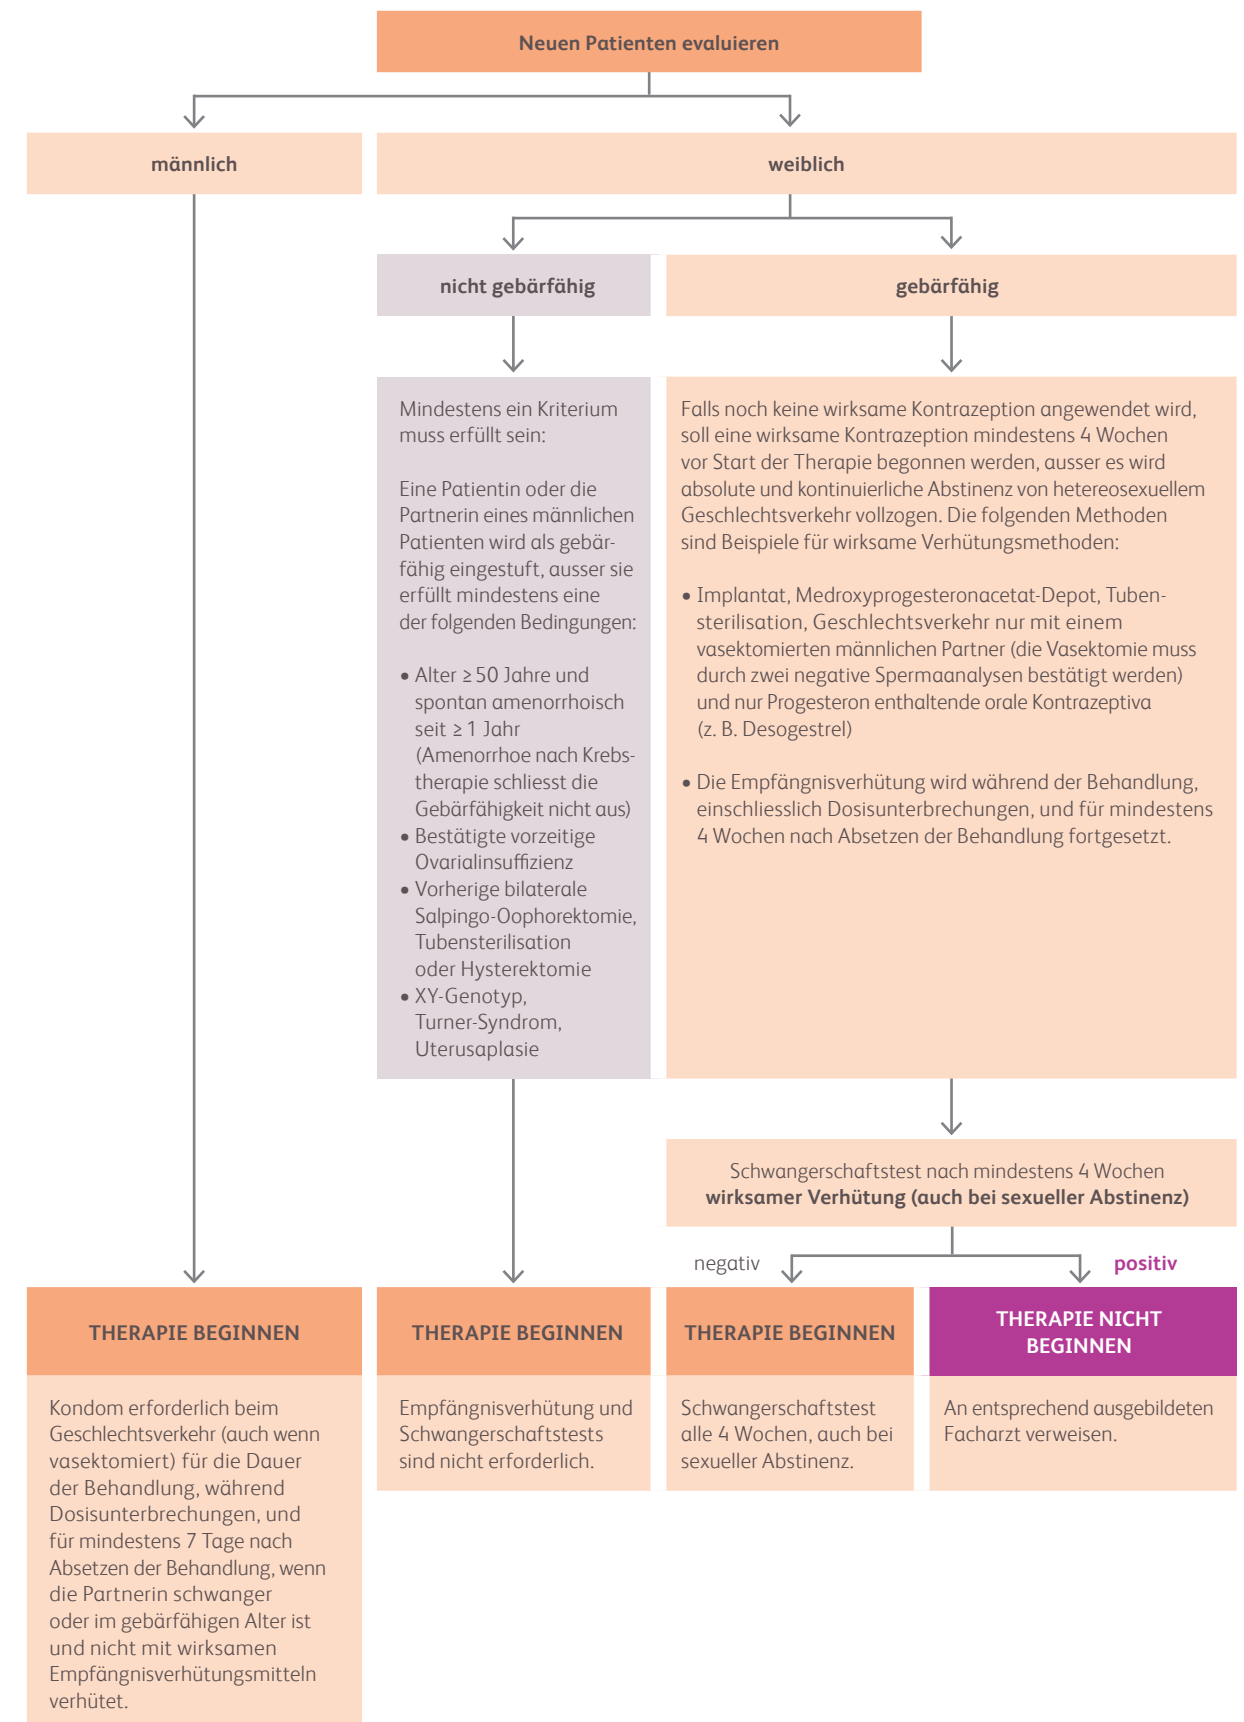 Neuen Patienten evaluieren
männlich
weiblich
nicht gebärfähig
gebärfähig
Mindestens ein Kriterium
muss erfüllt sein:
Eine Patientin oder die
Partnerin eines männlichen
Patienten wird als gebär-
fähig eingestuft, ausser sie
erfüllt mindestens eine
der folgenden Bedingungen:
• Alter ≥ 50 Jahre und
spontan amenorrhoisch
seit ≥ 1 Jahr
(Amenorrhoe nach Krebs-
therapie schliesst die
Gebärfähigkeit nicht aus)
• Bestätigte vorzeitige
Ovarialinsuffizienz
• Vorherige bilaterale
Salpingo-Oophorektomie,
Tubensterilisation
oder Hysterektomie
• XY-Genotyp,
Turner-Syndrom,
Uterusaplasie
Falls noch keine wirksame Kontrazeption angewendet wird,
soll eine wirksame Kontrazeption mindestens 4 Wochen
vor Start der Therapie begonnen werden, ausser es wird
absolute und kontinuierliche Abstinenz von hetereosexuellem
Geschlechtsverkehr vollzogen. Die folgenden Methoden
sind Beispiele für wirksame Verhütungsmethoden:
• Implantat, Medroxyprogesteronacetat-Depot, Tuben-
sterilisation, Geschlechtsverkehr nur mit einem
vasektomierten männlichen Partner (die Vasektomie muss
durch zwei negative Spermaanalysen bestätigt werden)
und nur Progesteron enthaltende orale Kontrazeptiva
(z. B. Desogestrel)
• Die Empfängnisverhütung wird während der Behandlung,
einschliesslich Dosisunterbrechungen, und für mindestens
4 Wochen nach Absetzen der Behandlung fortgesetzt.
Schwangerschaftstest nach mindestens 4 Wochen
wirksamer Verhütung (auch bei sexueller Abstinenz)
negativ
positiv
THERAPIE BEGINNEN
Kondom erforderlich beim
Geschlechtsverkehr (auch wenn
vasektomiert) für die Dauer
der Behandlung, während
Dosisunterbrechungen, und
für mindestens 7 Tage nach
Absetzen der Behandlung, wenn
die Partnerin schwanger
oder im gebärfähigen Alter ist
und nicht mit wirksamen
Empfängnisverhütungsmitteln
verhütet.
THERAPIE BEGINNEN
Empfängnisverhütung und
Schwangerschaftstests
sind nicht erforderlich.
THERAPIE BEGINNEN
Schwangerschaftstest
alle 4 Wochen, auch bei
sexueller Abstinenz.
THERAPIE NICHT
BEGINNEN
An entsprechend ausgebildeten
Facharzt verweisen.